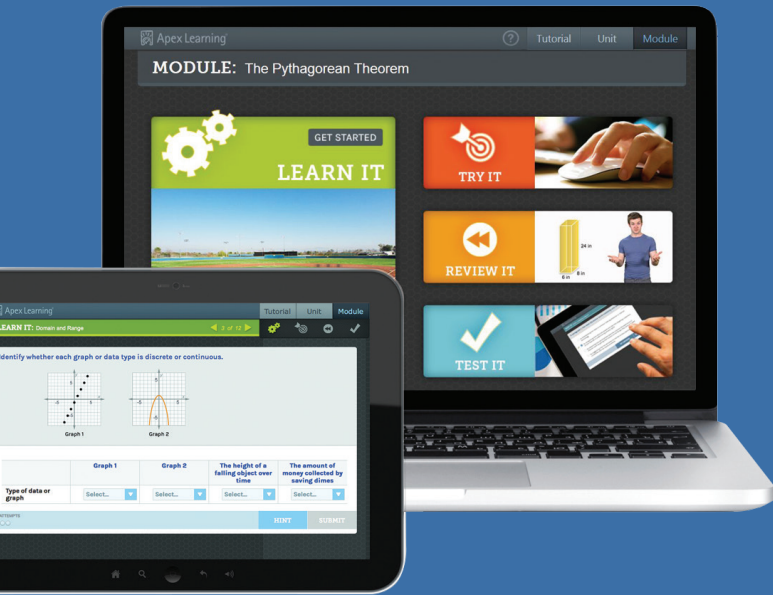 Apex Learning
?
Tutorial Unit Module
MODULE: The Pythagorean Theorem
GET STARTED
LEARN IT
TRY IT
REVIEW IT
24 in
6 in 8 in
TEST IT
Apex Learning
Tutorial Unit Module
LEARN IT: Domain and Range
3 of 12
Identify whether each graph or data type is discrete or continuous.
Graph 1 Graph 2
Graph 1 Graph 2 The height of a falling object over time The amount of money collected by saving dimes
Type of data or graph
Select... Select... Select... Select...
ATTEMPTS
HINT SUBMIT